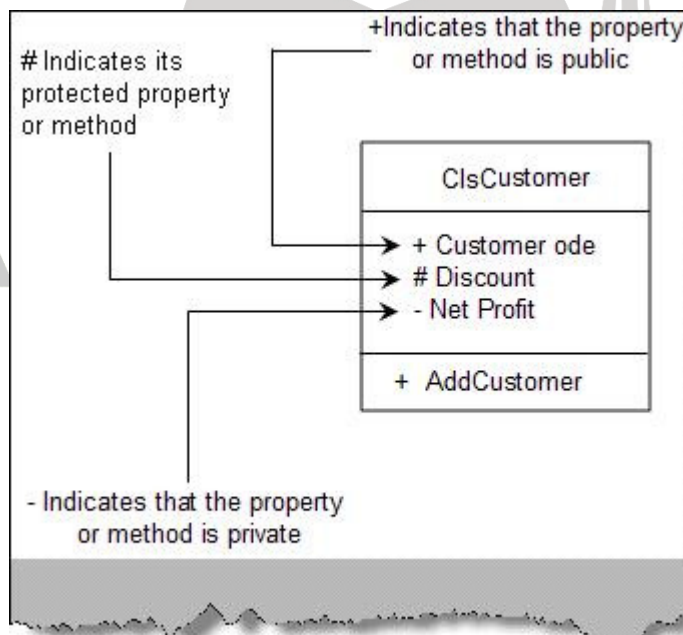 +Indicates that the property
or method is public
# Indicates its
protected property
or method
ClsCustomer
+ Customer ode
# Discount
- Net Profit
+ AddCustomer
- Indicates that the property
or method is private